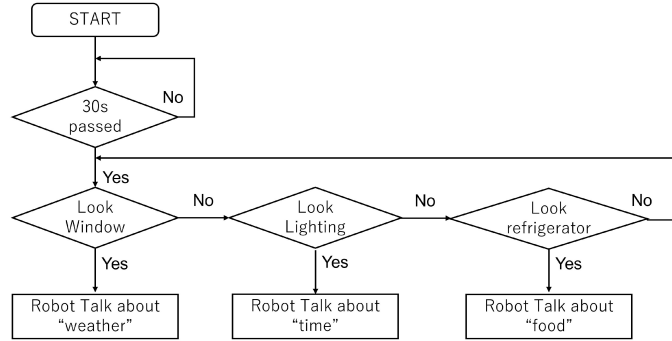 START
30s
passed
No
Yes
Look
Window
No
Look
Lighting
No
Look
refrigerator
No
Yes
Yes
Yes
Robot Talk about
“weather”
Robot Talk about
“time”
Robot Talk about
“food”